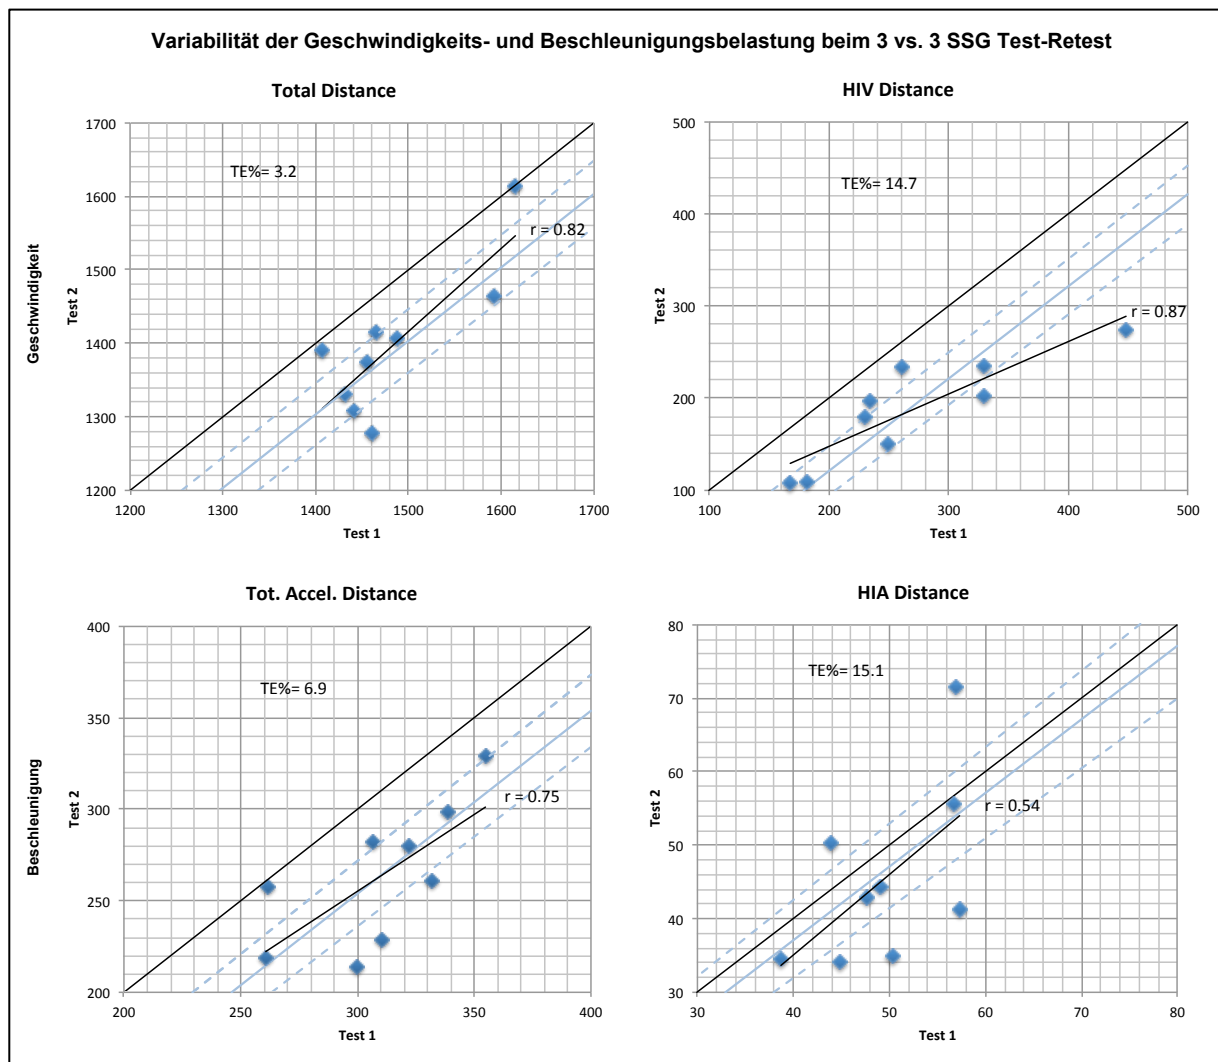 Variabilität der Geschwindigkeits- und Beschleunigungsbelastung beim 3 vs. 3 SSG Test-Retest
Geschwindigkeit
Total Distance
Test 2
1700
1600
1500
1400
1300
1200
TE%= 3.2
r = 0.82
1200 1300 1400 1500 1600 1700
Test 1
HIV Distance
Test 2
500
400
300
200
100
TE%= 14.7
r = 0.87
100 200 300 400 500
Test 1
Beschleunigung
Tot. Accel. Distance
Test 2
400
350
300
250
200
TE%= 6.9
r = 0.75
200 250 300 350 400
Test 1
HIA Distance
Test 2
80
70
60
50
40
30
TE%= 15.1
r = 0.54
30 40 50 60 70 80
Test 1